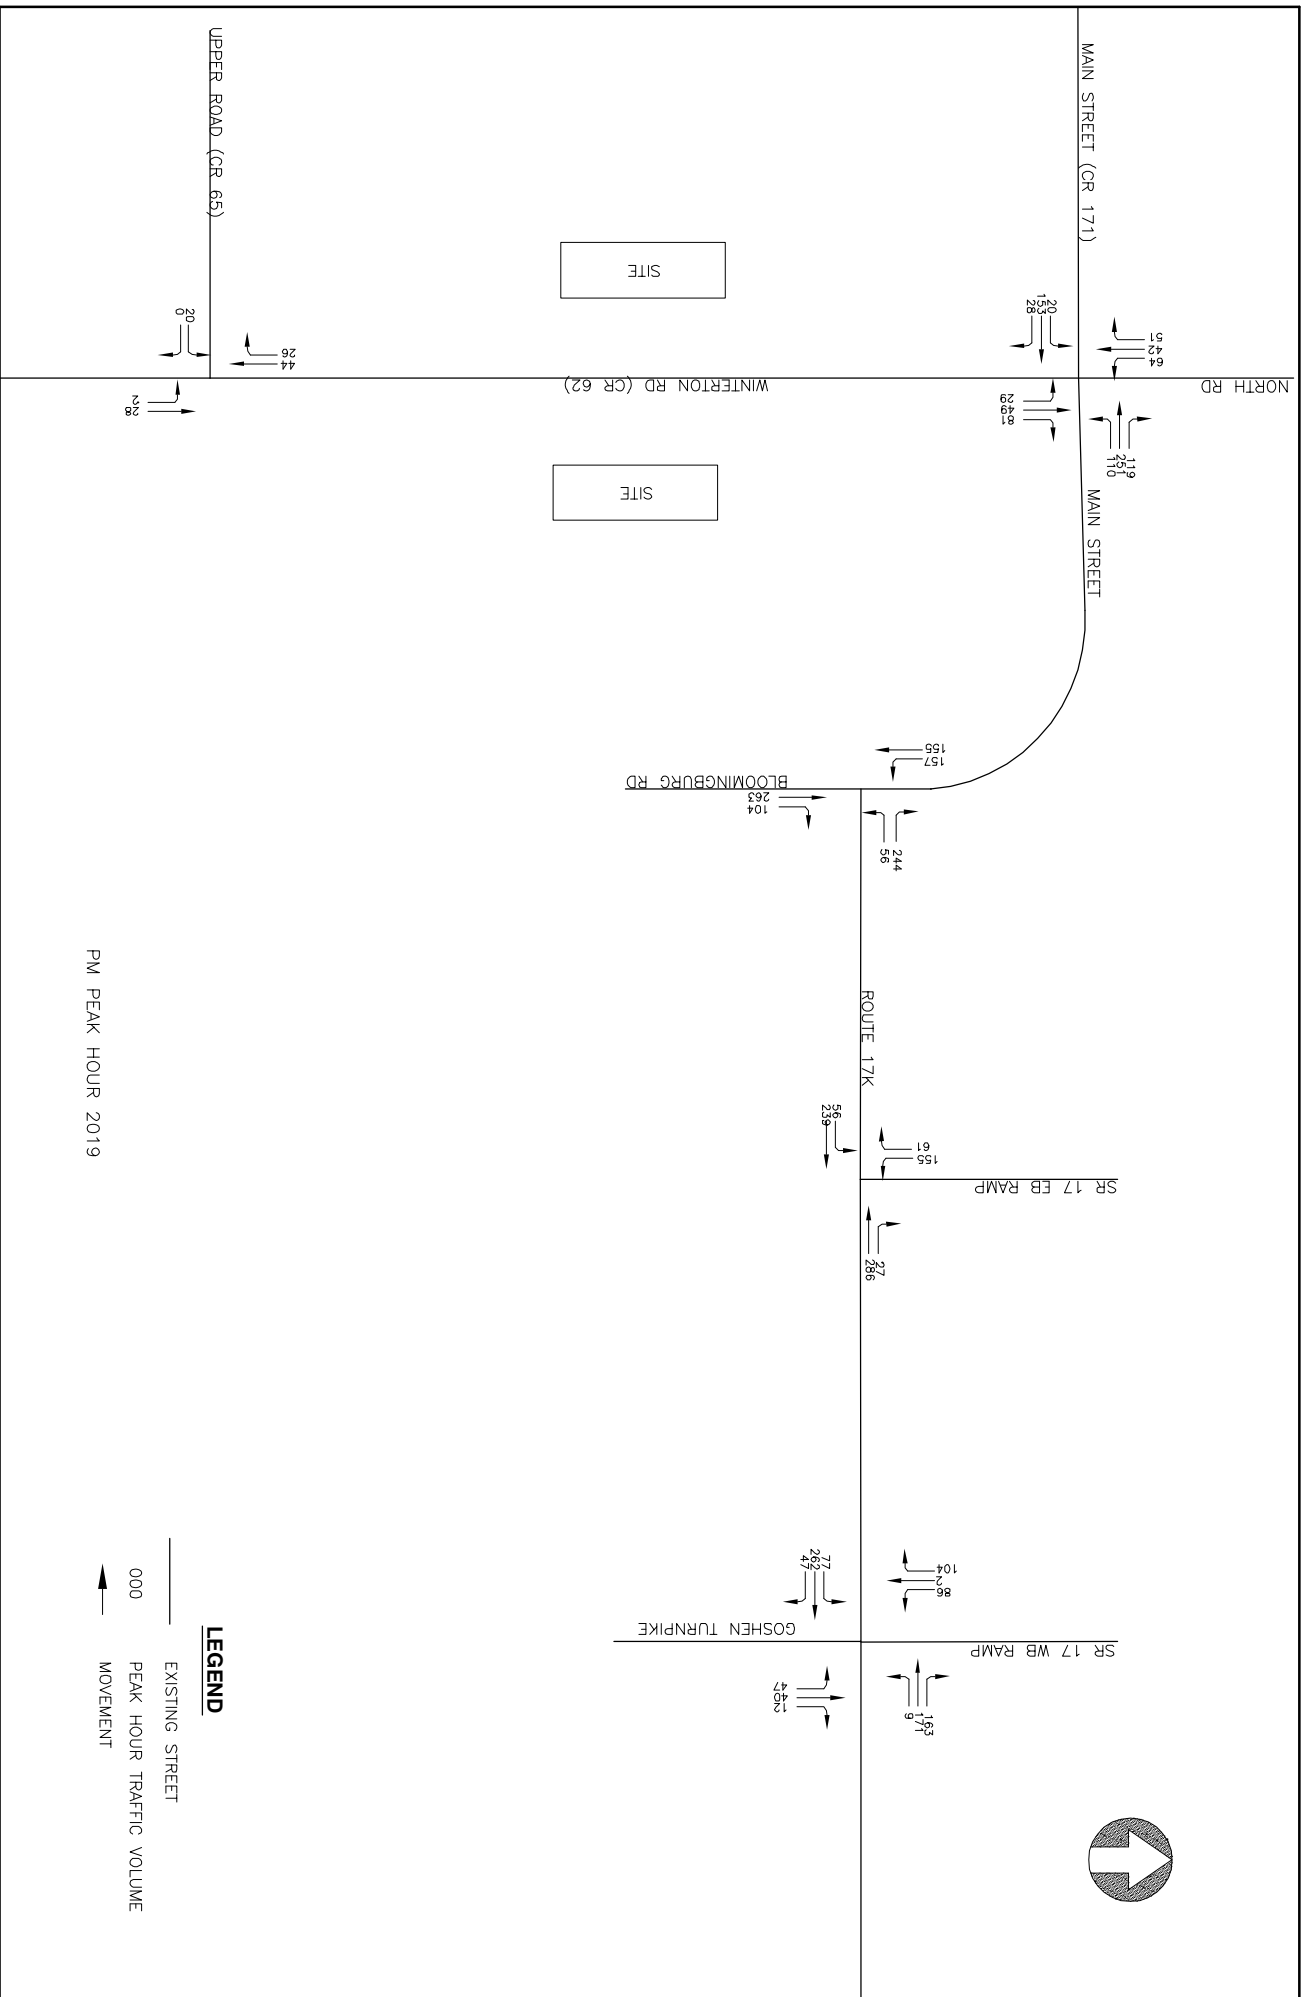 MAIN STREET (CR 171)
UPPER ROAD (CR 65)
NORTH RD
51
42
64
20
153
28
119
251
110
29
49
81
WINTERTON RD (CR 62)
SITE
SITE
26
44
20
0
2
28
MAIN STREET
155
157
BLOOMINGBURG RD
263
104
244
56
ROUTE 17K
56
239
61
155
SR 17 EB RAMP
27
286
77
262
47
104
2
86
GOSHEN TURNPIKE
SR 17 WB RAMP
47
40
12
163
171
9
PM PEAK HOUR 2019
LEGEND
EXISTING STREET
000 PEAK HOUR TRAFFIC VOLUME
MOVEMENT